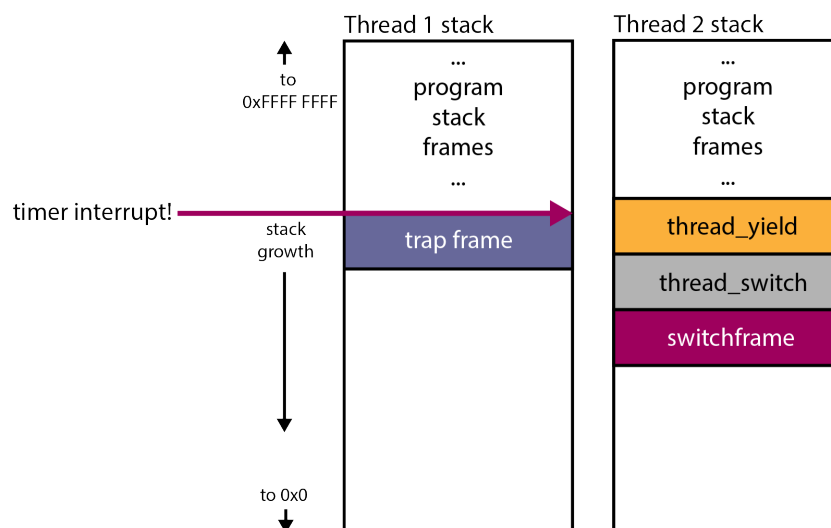 Thread 1 stack
Thread 2 stack
to
0xFFFF FFFF
...
program
stack
frames
...
...
program
stack
frames
...
timer interrupt!
stack
growth
trap frame
thread_yield
thread_switch
switchframe
to 0x0